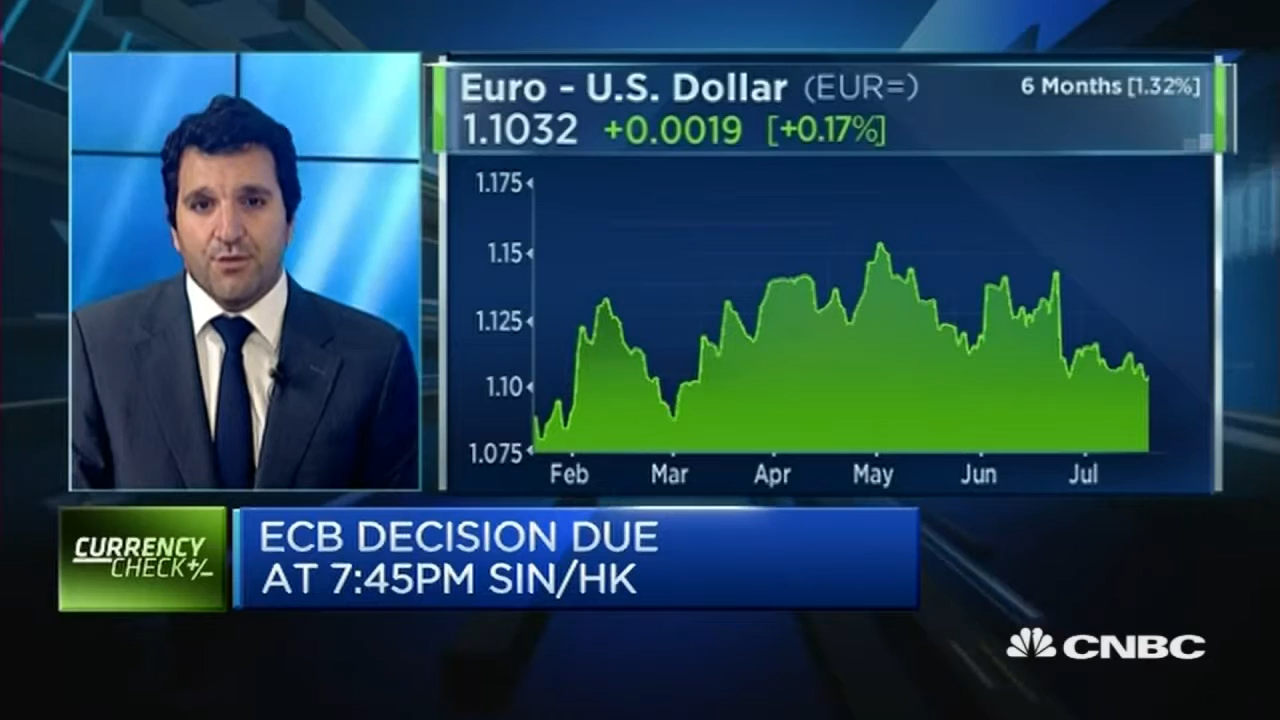 Euro - U.S. Dollar (EUR=)
6 Months [1.32%]
1.1032 +0.0019 [+0.17%]
1.175
1.15
1.125
1.10
1.075
Feb Mar Apr May Jun Jul
CURRENCY
CHECK+/-
ECB DECISION DUE
AT 7:45PM SIN/HK
CNBC